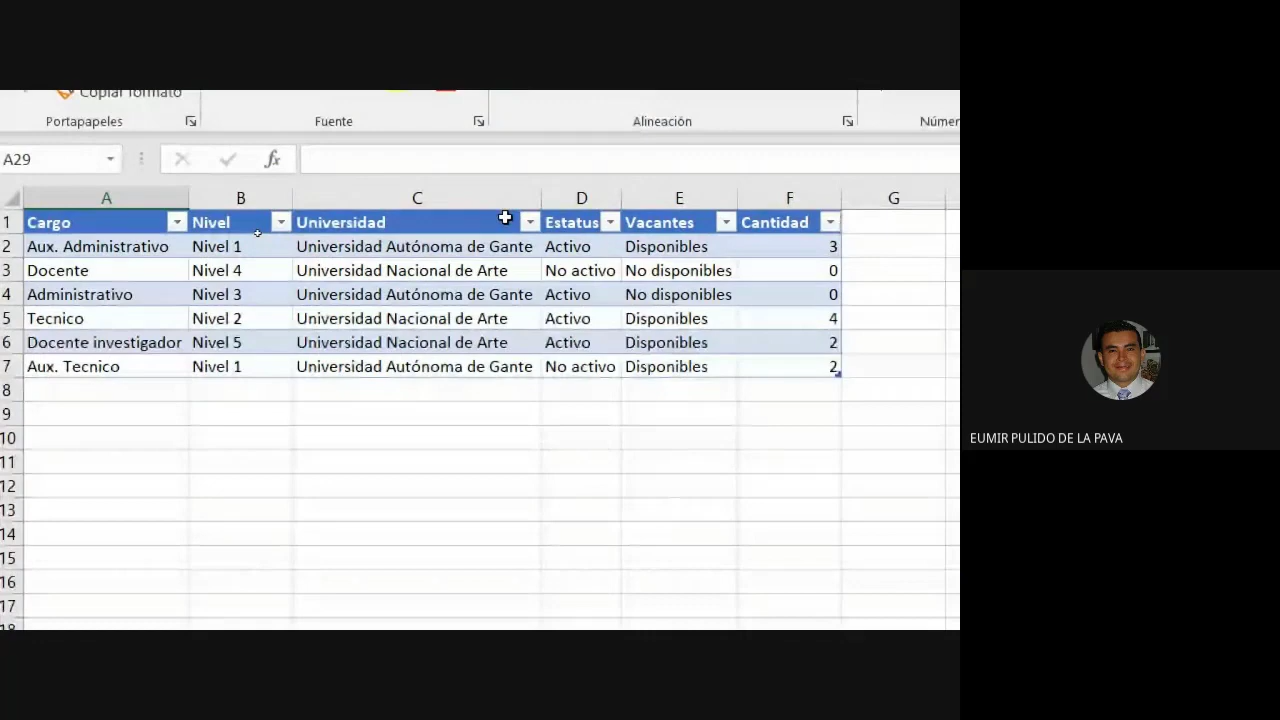 Copiar formato
Portapapeles Fuente Alineación Númer
A29 fx
A B C D E F G
1 Cargo Nivel Universidad Estatus Vacantes Cantidad
2 Aux. Administrativo Nivel 1 Universidad Autónoma de Gante Activo Disponibles 3
3 Docente Nivel 4 Universidad Nacional de Arte No activo No disponibles 0
4 Administrativo Nivel 3 Universidad Autónoma de Gante Activo No disponibles 0
5 Tecnico Nivel 2 Universidad Nacional de Arte Activo Disponibles 4
6 Docente investigador Nivel 5 Universidad Nacional de Arte Activo Disponibles 2
7 Aux. Tecnico Nivel 1 Universidad Autónoma de Gante No activo Disponibles 2
8
9
10
11
12
13
14
15
16
17
18
EUMIR PULIDO DE LA PAVA